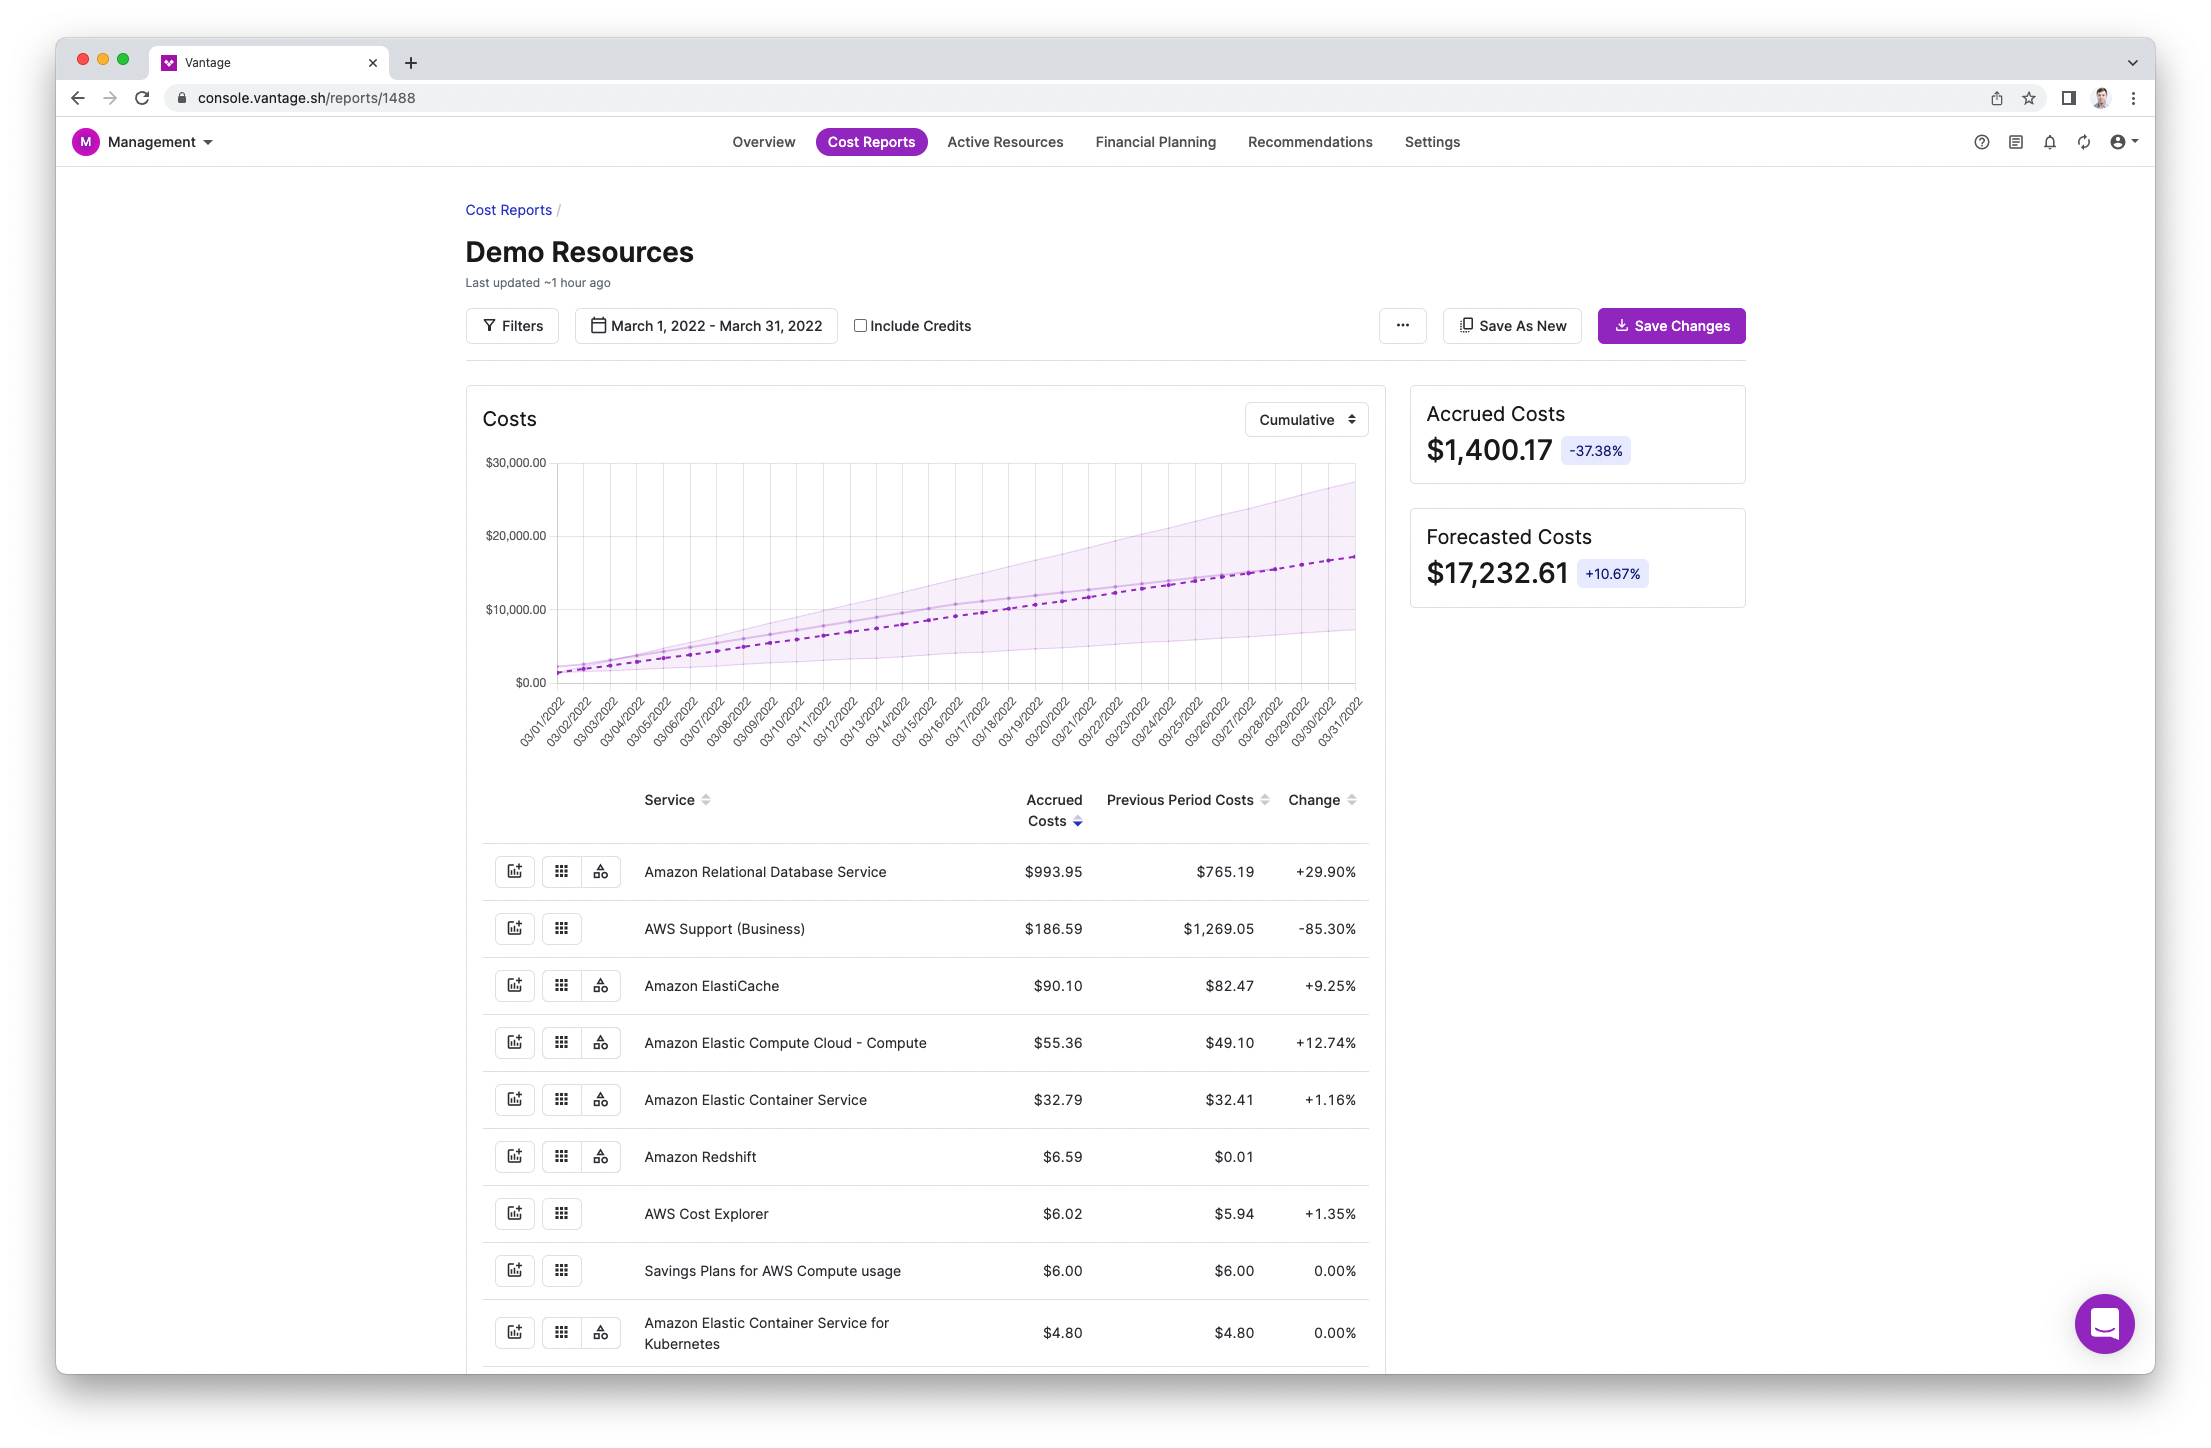 Vantage
console.vantage.sh/reports/1488
M Management
Overview Cost Reports Active Resources Financial Planning Recommendations Settings
Cost Reports /
Demo Resources
Last updated ~1 hour ago
Filters March 1, 2022 - March 31, 2022 Include Credits ... Save As New Save Changes
Costs Cumulative
Accrued Costs
$1,400.17 -37.38%
Forecasted Costs
$17,232.61 +10.67%
$30,000.00
$20,000.00
$10,000.00
$0.00
03/01/2022 03/02/2022 03/03/2022 03/04/2022 03/05/2022 03/06/2022 03/07/2022 03/08/2022 03/09/2022 03/10/2022 03/11/2022 03/12/2022 03/13/2022 03/14/2022 03/15/2022 03/16/2022 03/17/2022 03/18/2022 03/19/2022 03/20/2022 03/21/2022 03/22/2022 03/23/2022 03/24/2022 03/25/2022 03/26/2022 03/27/2022 03/28/2022 03/29/2022 03/30/2022 03/31/2022
Service Accrued Previous Period Costs Change
Costs
Amazon Relational Database Service $993.95 $765.19 +29.90%
AWS Support (Business) $186.59 $1,269.05 -85.30%
Amazon ElastiCache $90.10 $82.47 +9.25%
Amazon Elastic Compute Cloud - Compute $55.36 $49.10 +12.74%
Amazon Elastic Container Service $32.79 $32.41 +1.16%
Amazon Redshift $6.59 $0.01
AWS Cost Explorer $6.02 $5.94 +1.35%
Savings Plans for AWS Compute usage $6.00 $6.00 0.00%
Amazon Elastic Container Service for
Kubernetes $4.80 $4.80 0.00%